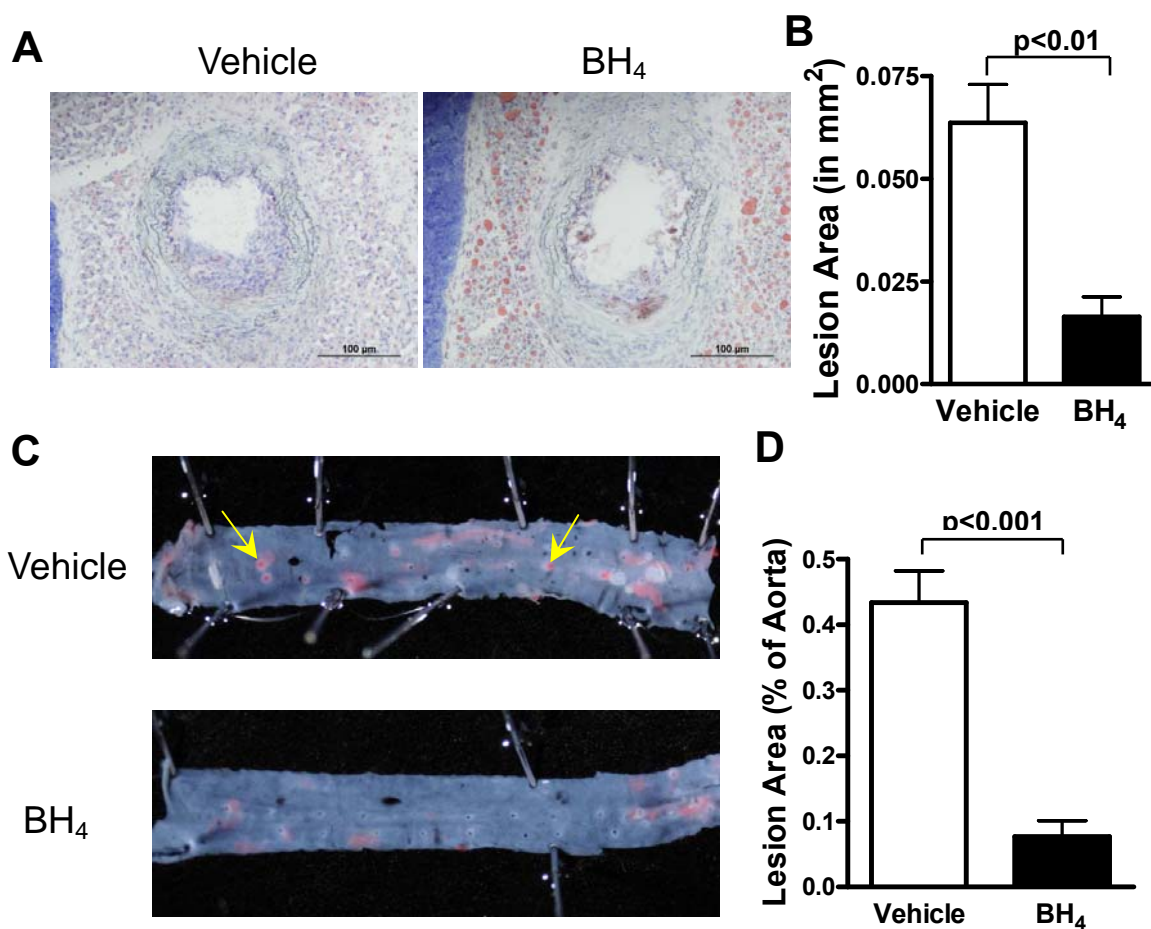 A
Vehicle
BH₄
100 µm
100 µm
B
p<0.01
Lesion Area (in mm²)
0.075
0.050
0.025
0.000
Vehicle
BH₄
C
Vehicle
BH₄
D
p<0.001
Lesion Area (% of Aorta)
0.5
0.4
0.3
0.2
0.1
0.0
Vehicle
BH₄